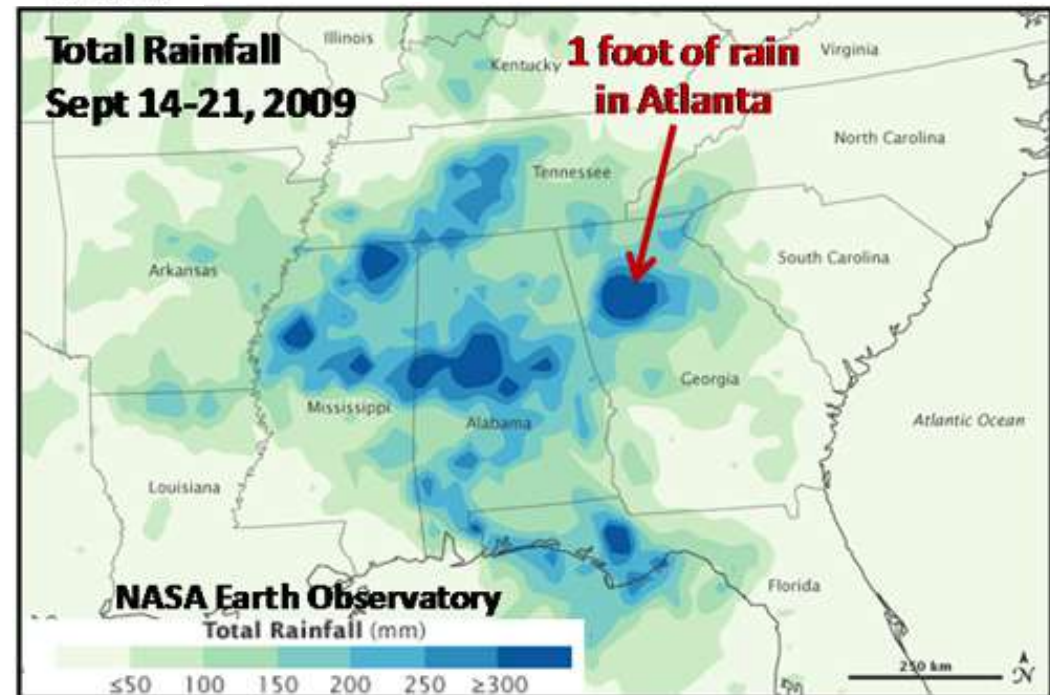 Total Rainfall
Sept 14-21, 2009
1 foot of rain
in Atlanta
Illinois
Kentucky
Virginia
North Carolina
Tennessee
South Carolina
Arkansas
Georgia
Mississippi
Alabama
Atlantic Ocean
Louisiana
Florida
NASA Earth Observatory
Total Rainfall (mm)
≤50 100 150 200 250 ≥300
250 km
N